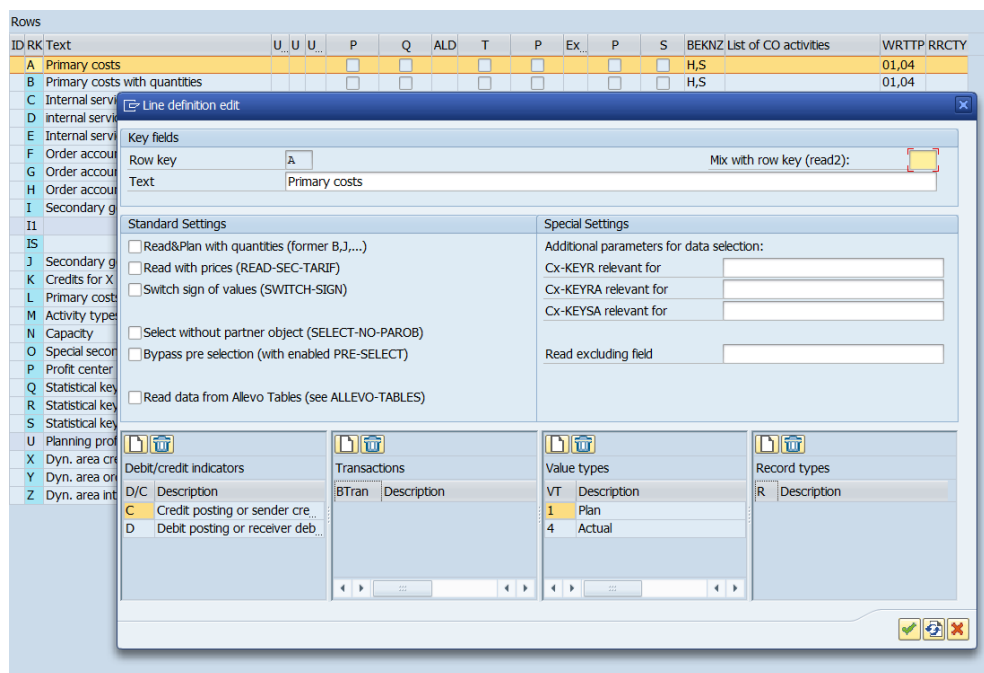 Rows
ID RK Text U... U U... P Q ALD T P Ex... P S BEKNZ List of CO activities WRTTP RRCTY
A Primary costs H,S 01,04
B Primary costs with quantities H,S 01,04
C Internal servi
D internal servi
E Internal servi
F Order accou
G Order accou
H Order accou
I Secondary g
I1
IS
J Secondary g
K Credits for X
L Primary costs
M Activity types
N Capacity
O Special secon
P Profit center
Q Statistical key
R Statistical key
S Statistical key
U Planning prof
X Dyn. area cre
Y Dyn. area or
Z Dyn. area int
Line definition edit
Key fields
Row key A Mix with row key (read2):
Text Primary costs
Standard Settings
Read&Plan with quantities (former B,J,...)
Read with prices (READ-SEC-TARIF)
Switch sign of values (SWITCH-SIGN)
Select without partner object (SELECT-NO-PAROB)
Bypass pre selection (with enabled PRE-SELECT)
Read data from Allevo Tables (see ALLEVO-TABLES)
Special Settings
Additional parameters for data selection:
Cx-KEYR relevant for
Cx-KEYRA relevant for
Cx-KEYSA relevant for
Read excluding field
Debit/credit indicators
D/C Description
C Credit posting or sender cre...
D Debit posting or receiver deb...
Transactions
BTran Description
Value types
VT Description
1 Plan
4 Actual
Record types
R Description